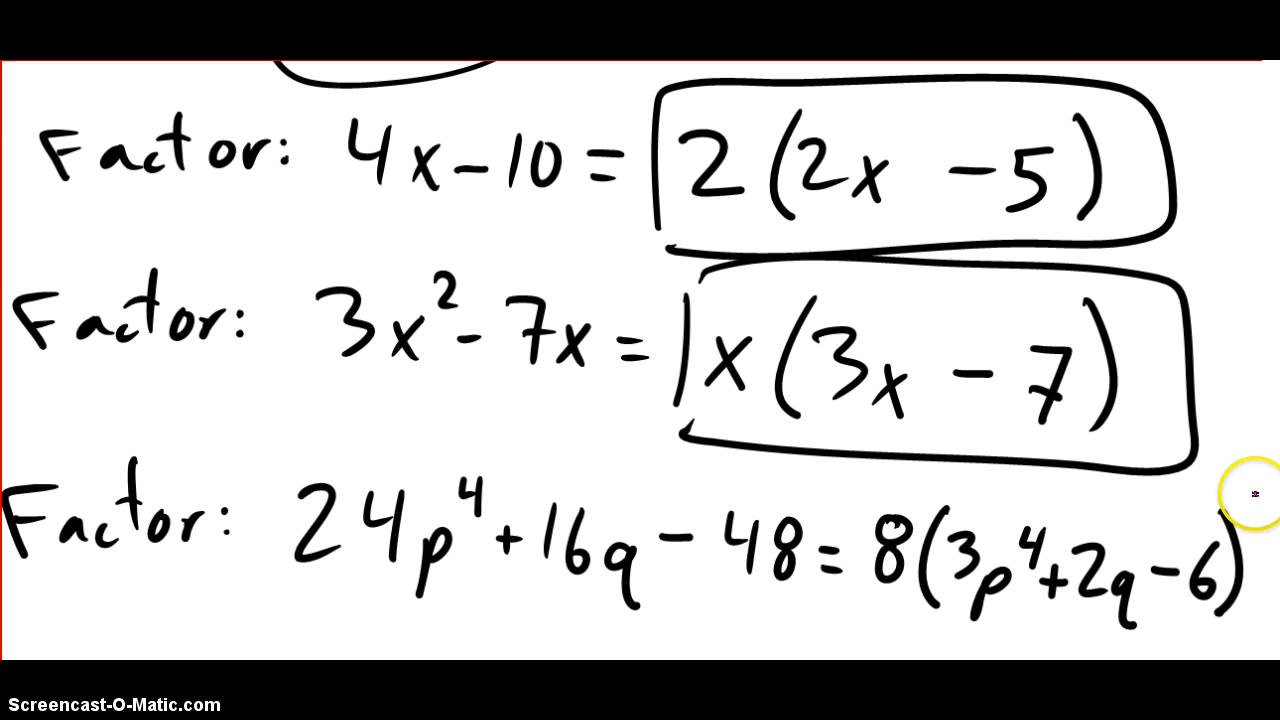 Factor: 4x - 10 = 2(2x - 5)
Factor: 3x² - 7x = x(3x - 7)
Factor: 24p⁴ + 16q - 48 = 8(3p⁴ + 2q - 6)
Screencast-O-Matic.com